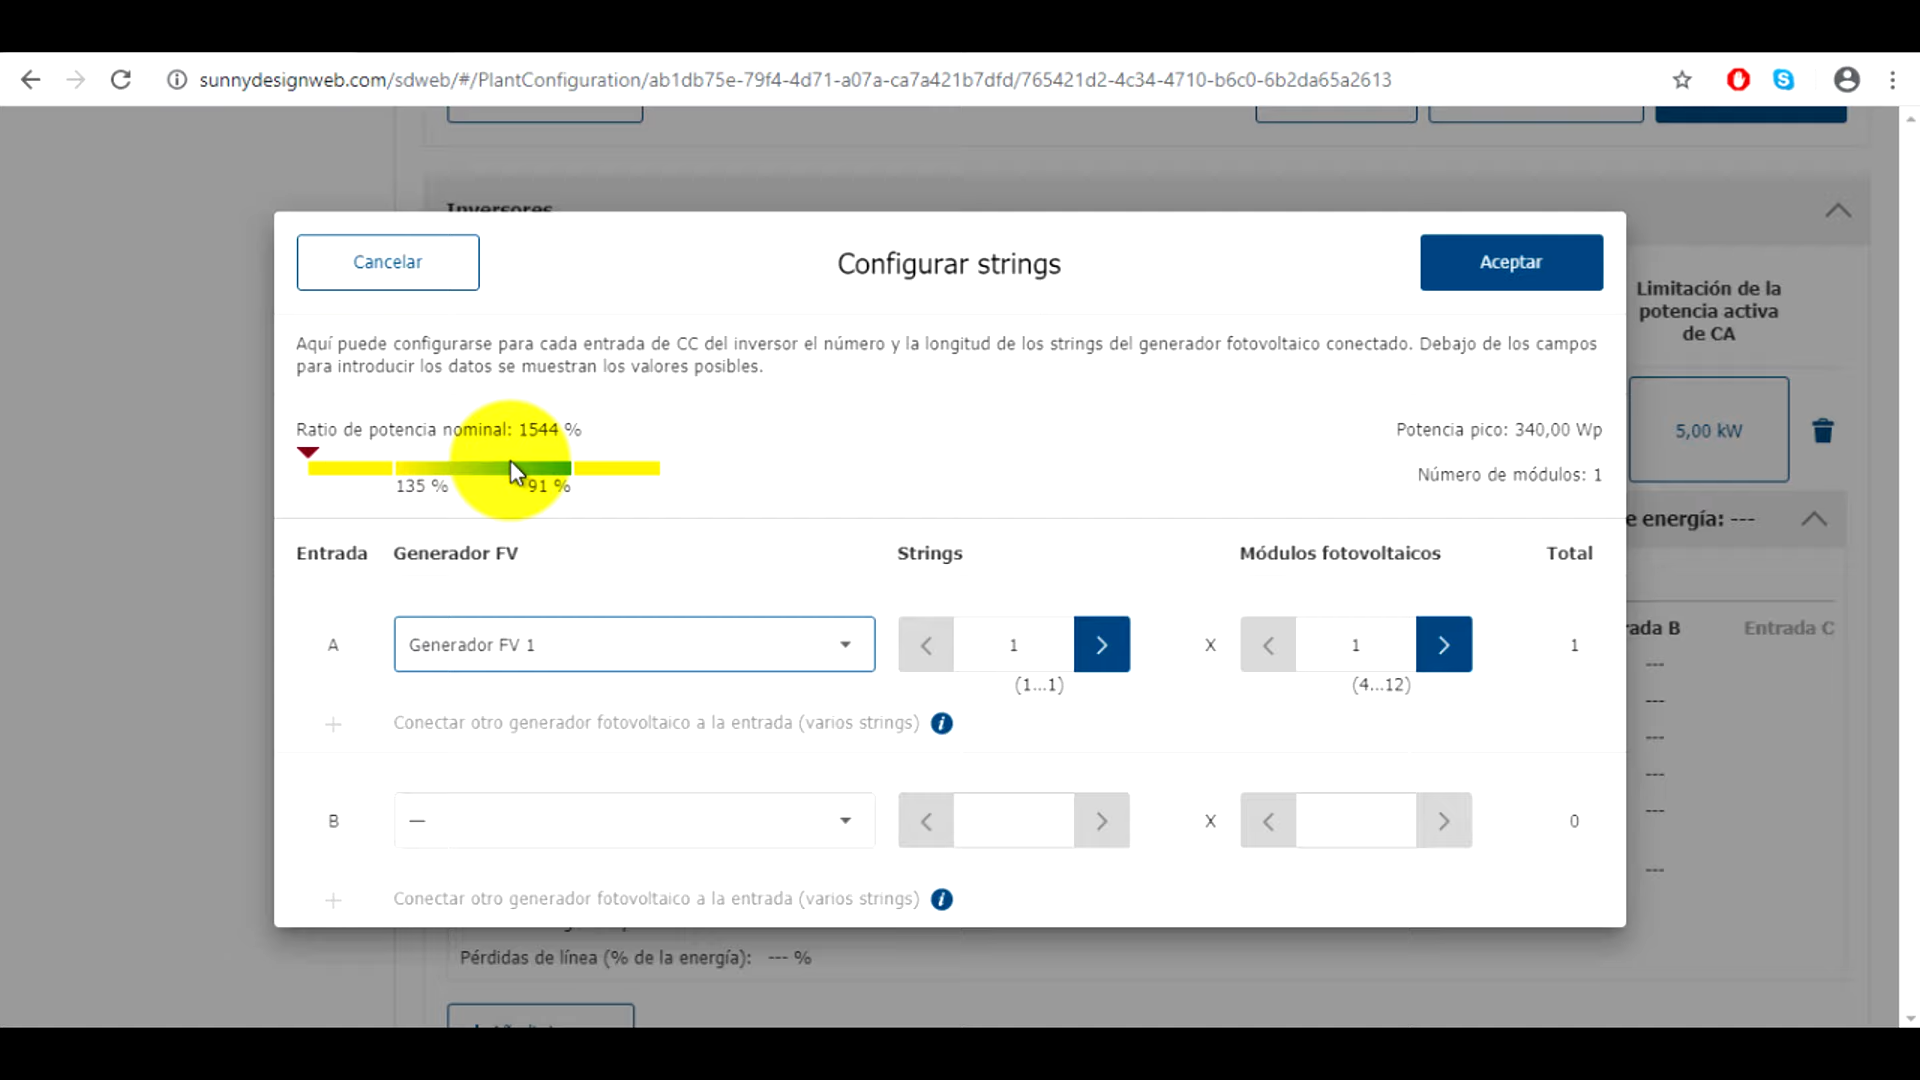 sunnydesignweb.com/sdweb/#/PlantConfiguration/ab1db75e-79f4-4d71-a07a-ca7a421b7dfd/765421d2-4c34-4710-b6c0-6b2da65a2613
Inversores
Cancelar
Configurar strings
Aceptar
Limitación de la
potencia activa
de CA
Aquí puede configurarse para cada entrada de CC del inversor el número y la longitud de los strings del generador fotovoltaico conectado. Debajo de los campos
para introducir los datos se muestran los valores posibles.
Ratio de potencia nominal: 1544 %
Potencia pico: 340,00 Wp
5,00 kW
135 %
91 %
Número de módulos: 1
e energía: ---
Entrada
Generador FV
Strings
Módulos fotovoltaicos
Total
rada B
Entrada C
A
Generador FV 1
1
X
1
1
---
(1...1)
(4...12)
---
+ Conectar otro generador fotovoltaico a la entrada (varios strings) i
---
---
B
—
X
0
---
---
+ Conectar otro generador fotovoltaico a la entrada (varios strings) i
Pérdidas de línea (% de la energía): --- %